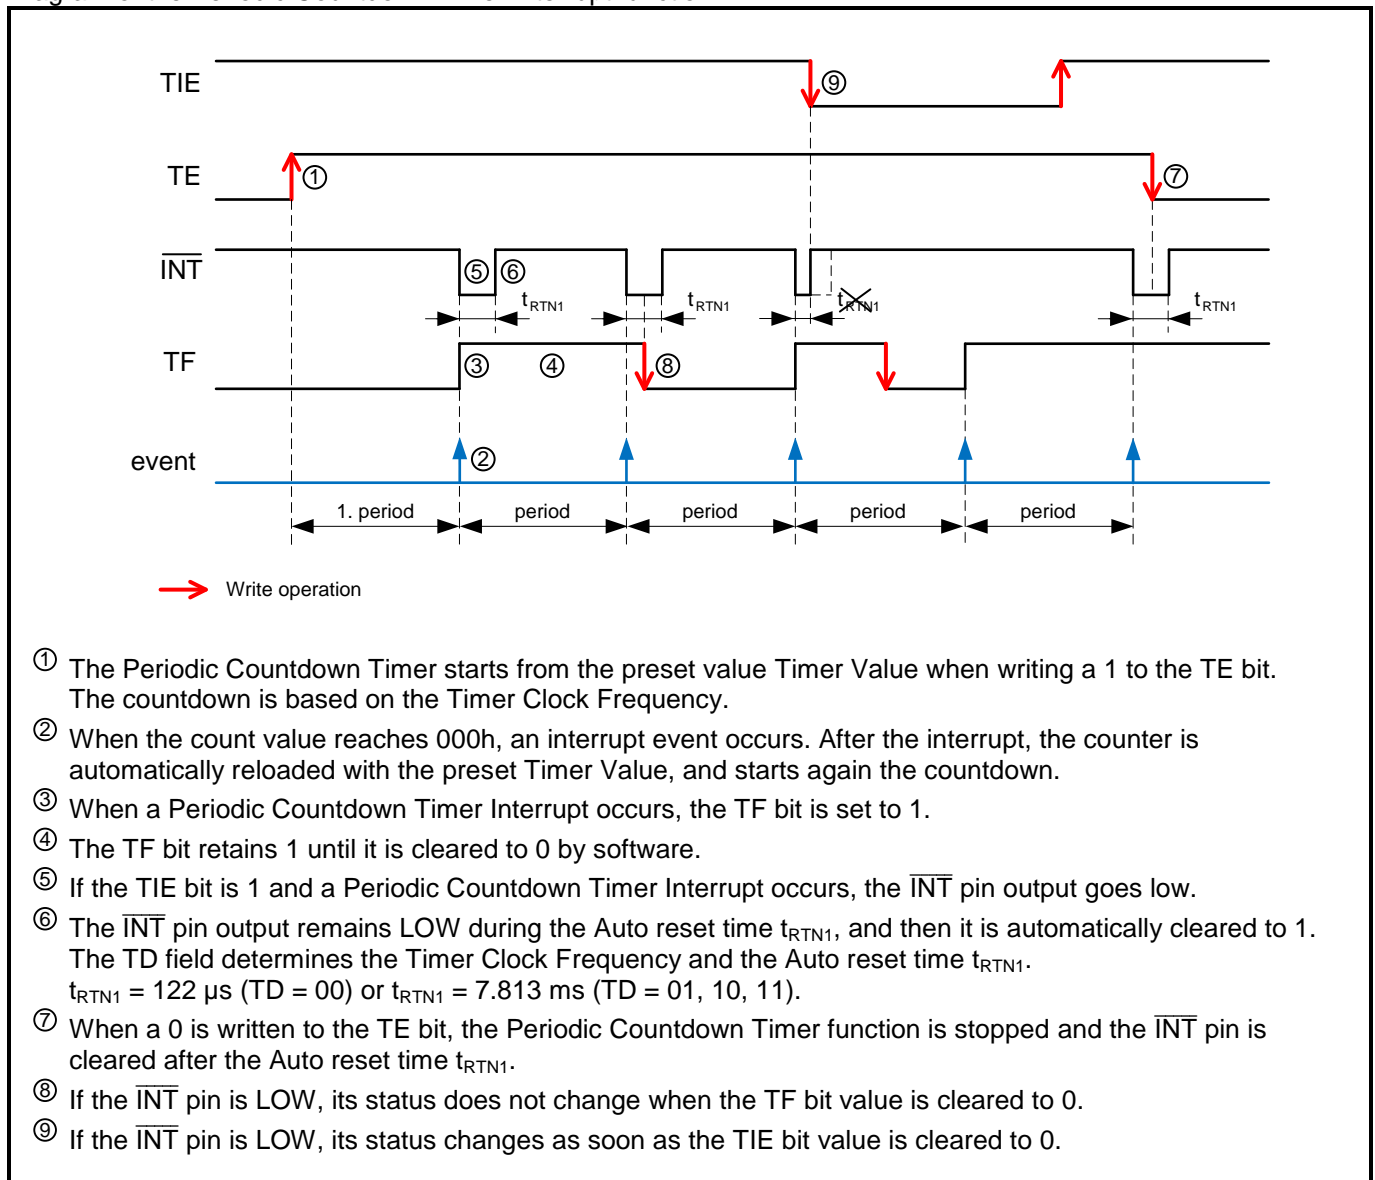 TIE
⑨
TE
①
⑦
INT
⑤ ⑥
tRTN1 tRTN1 tRTN1 tRTN1
TF
③ ④ ⑧
event
②
1. period period period period period
Write operation
① The Periodic Countdown Timer starts from the preset value Timer Value when writing a 1 to the TE bit.
The countdown is based on the Timer Clock Frequency.
② When the count value reaches 000h, an interrupt event occurs. After the interrupt, the counter is
automatically reloaded with the preset Timer Value, and starts again the countdown.
③ When a Periodic Countdown Timer Interrupt occurs, the TF bit is set to 1.
④ The TF bit retains 1 until it is cleared to 0 by software.
⑤ If the TIE bit is 1 and a Periodic Countdown Timer Interrupt occurs, the INT pin output goes low.
⑥ The INT pin output remains LOW during the Auto reset time tRTN1, and then it is automatically cleared to 1.
The TD field determines the Timer Clock Frequency and the Auto reset time tRTN1.
tRTN1 = 122 µs (TD = 00) or tRTN1 = 7.813 ms (TD = 01, 10, 11).
⑦ When a 0 is written to the TE bit, the Periodic Countdown Timer function is stopped and the INT pin is
cleared after the Auto reset time tRTN1.
⑧ If the INT pin is LOW, its status does not change when the TF bit value is cleared to 0.
⑨ If the INT pin is LOW, its status changes as soon as the TIE bit value is cleared to 0.